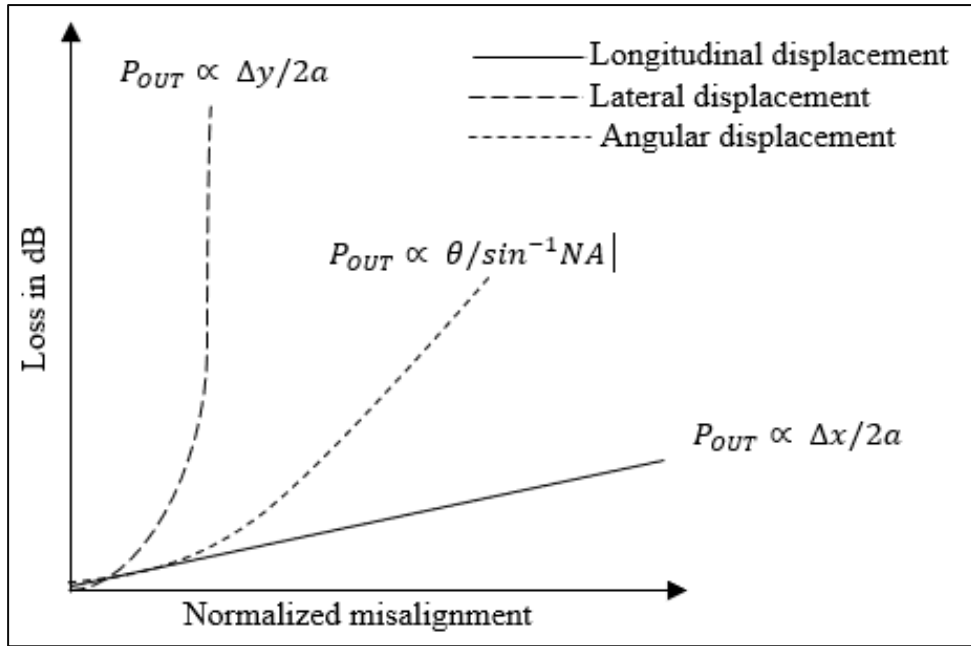 P_OUT ∝ Δy/2a
Longitudinal displacement
Lateral displacement
Angular displacement
P_OUT ∝ θ/sin⁻¹NA|
Loss in dB
P_OUT ∝ Δx/2a
Normalized misalignment